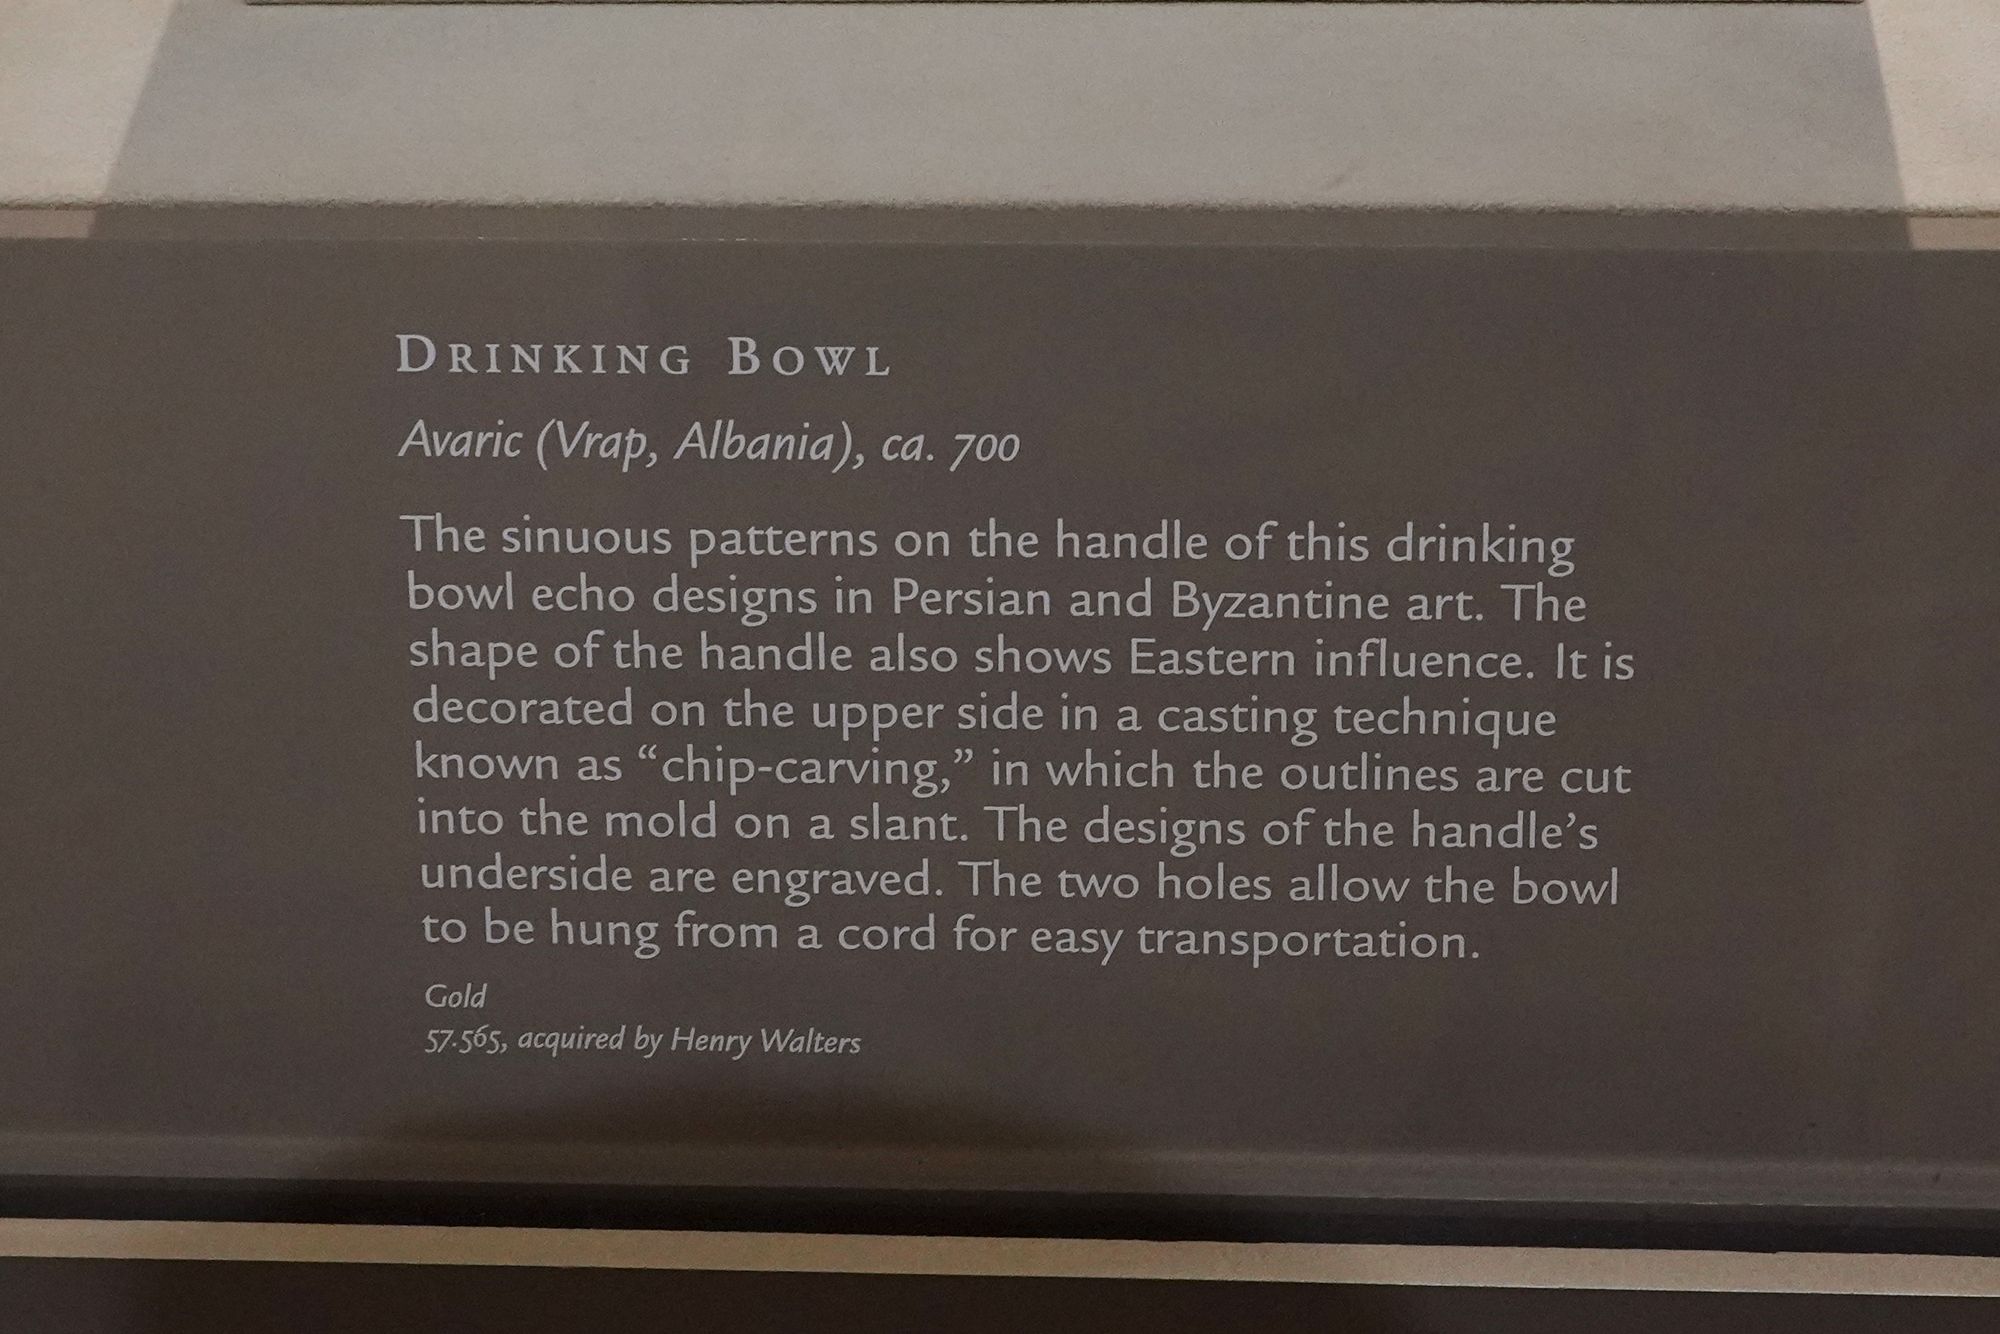 DRINKING BOWL
Avaric (Vrap, Albania), ca. 700
The sinuous patterns on the handle of this drinking
bowl echo designs in Persian and Byzantine art. The
shape of the handle also shows Eastern influence. It is
decorated on the upper side in a casting technique
known as “chip-carving,” in which the outlines are cut
into the mold on a slant. The designs of the handle’s
underside are engraved. The two holes allow the bowl
to be hung from a cord for easy transportation.
Gold
57.565, acquired by Henry Walters